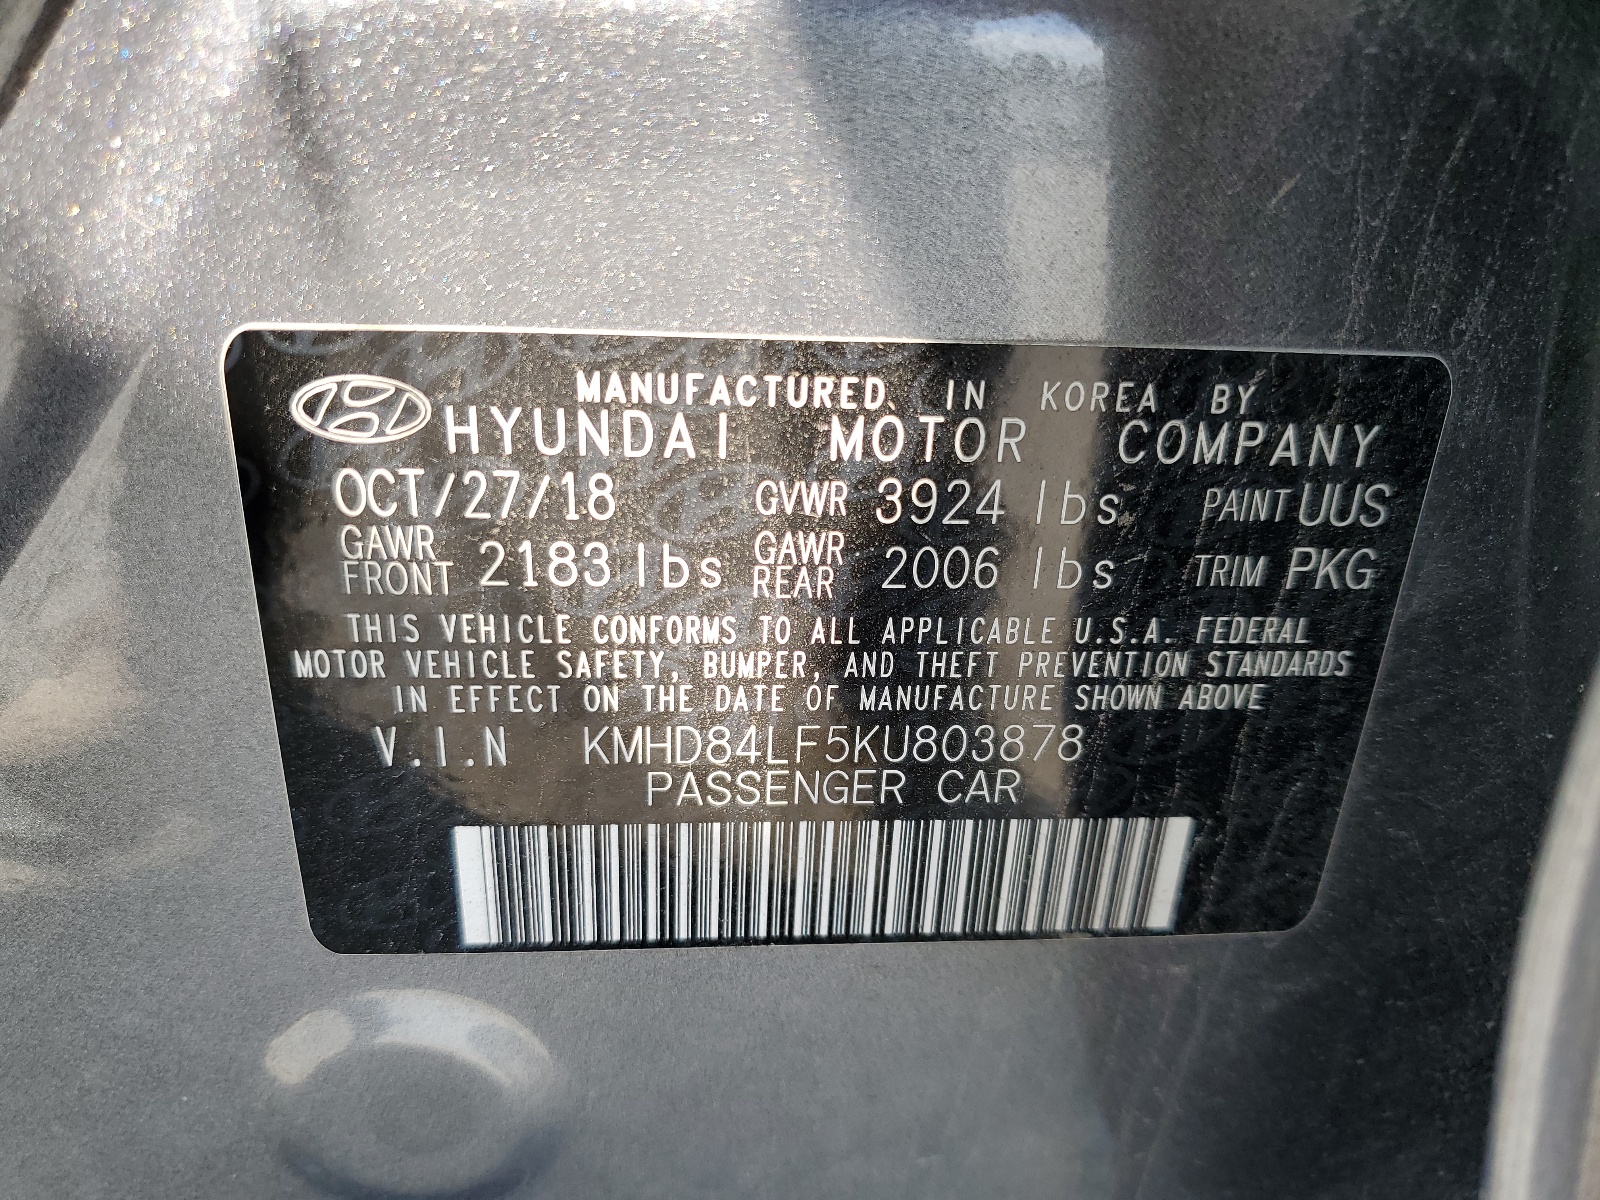 MANUFACTURED IN KOREA BY
HYUNDAI MOTOR COMPANY
OCT/27/18 GVWR 3924 lbs PAINT UUS
GAWR FRONT 2183 lbs GAWR REAR 2006 lbs TRIM PKG
THIS VEHICLE CONFORMS TO ALL APPLICABLE U.S.A. FEDERAL
MOTOR VEHICLE SAFETY, BUMPER, AND THEFT PREVENTION STANDARDS
IN EFFECT ON THE DATE OF MANUFACTURE SHOWN ABOVE
V.I.N KMHD84LF5KU803878
PASSENGER CAR